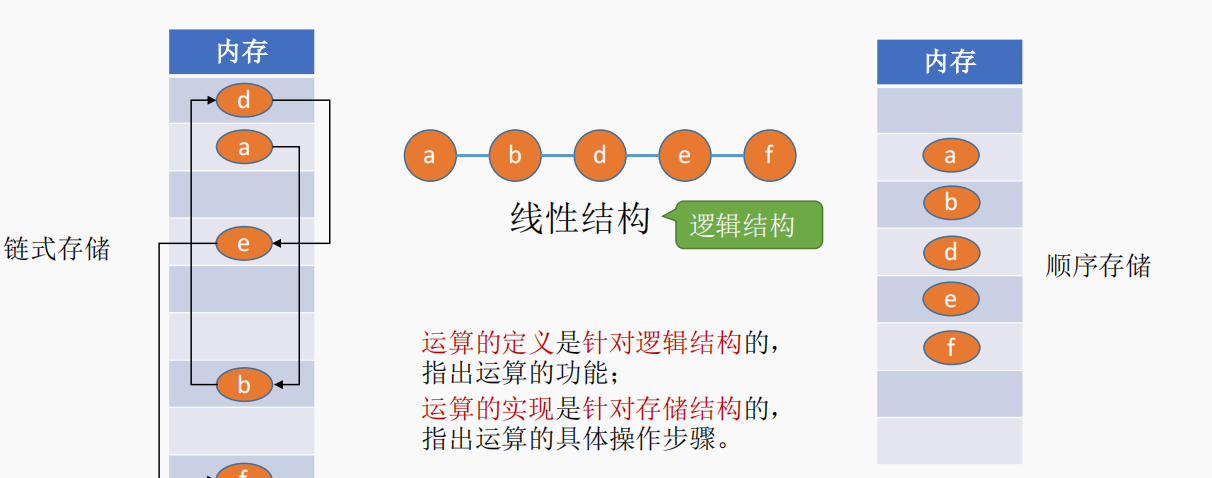 内存
d
a
e
b
f
链式存储
a b d e f
线性结构
逻辑结构
运算的定义是针对逻辑结构的，
指出运算的功能；
运算的实现是针对存储结构的，
指出运算的具体操作步骤。
内存
a
b
d
e
f
顺序存储